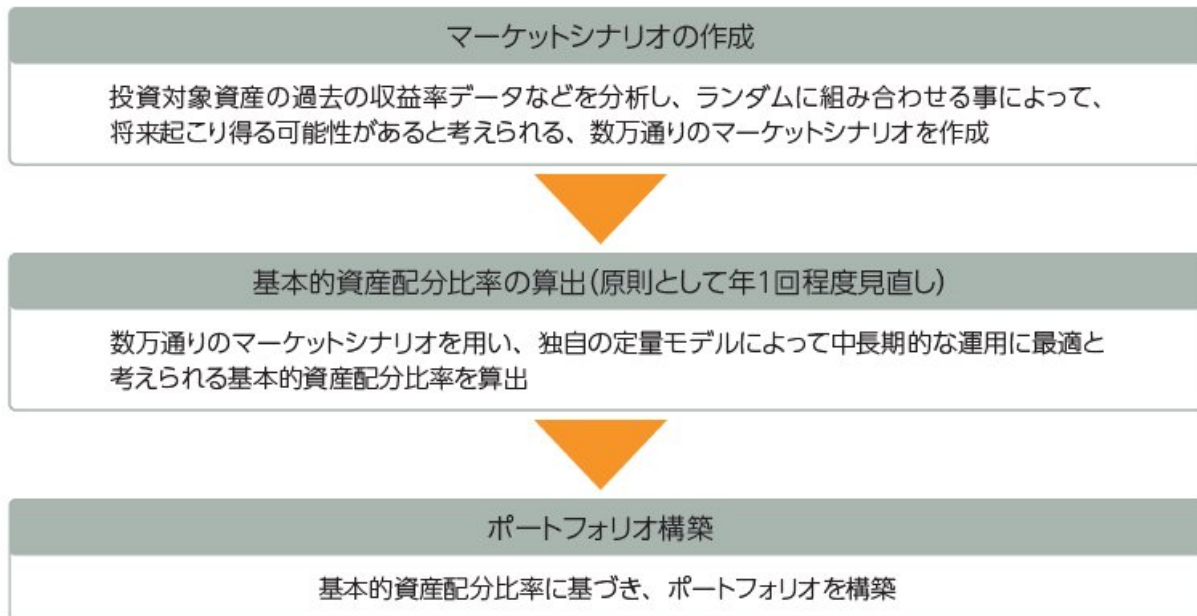 マーケットシナリオの作成
投資対象資産の過去の収益率データなどを分析し、ランダムに組み合わせる事によって、
将来起こり得る可能性があると考えられる、数万通りのマーケットシナリオを作成
基本的資産配分比率の算出(原則として年1回程度見直し)
数万通りのマーケットシナリオを用い、独自の定量モデルによって中長期的な運用に最適と
考えられる基本的資産配分比率を算出
ポートフォリオ構築
基本的資産配分比率に基づき、ポートフォリオを構築